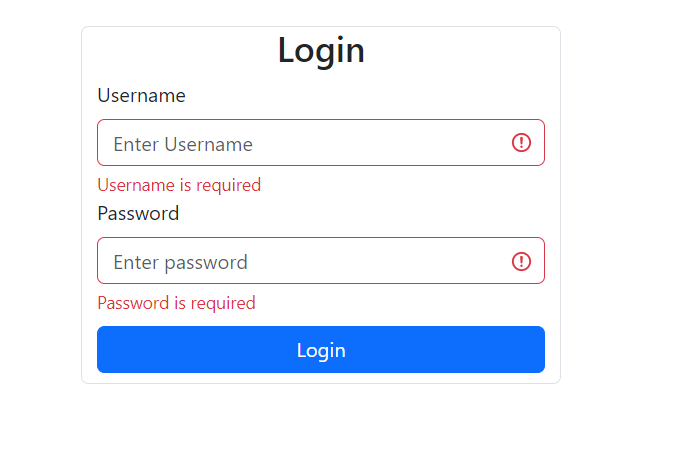 Login
Username
Enter Username
Username is required
Password
Enter password
Password is required
Login